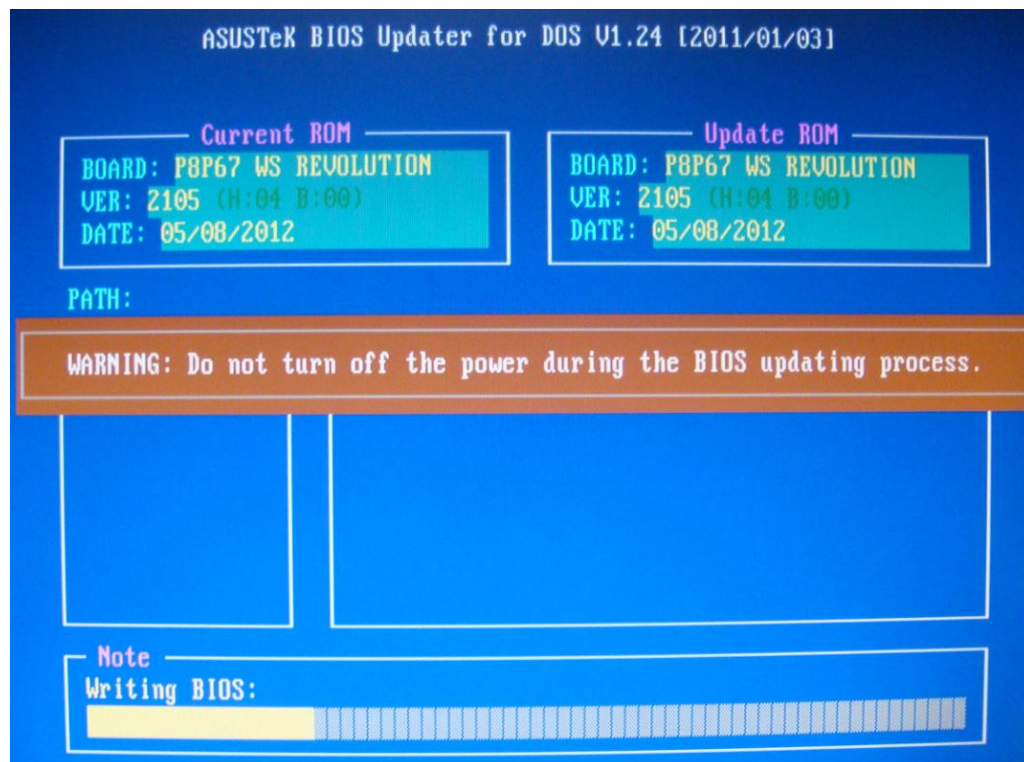 ASUSTeK BIOS Updater for DOS V1.24 [2011/01/03]
Current ROM
BOARD: P8P67 WS REVOLUTION
VER: 2105 (H:04 B:00)
DATE: 05/08/2012
Update ROM
BOARD: P8P67 WS REVOLUTION
VER: 2105 (H:04 B:00)
DATE: 05/08/2012
PATH:
WARNING: Do not turn off the power during the BIOS updating process.
Note
Writing BIOS: